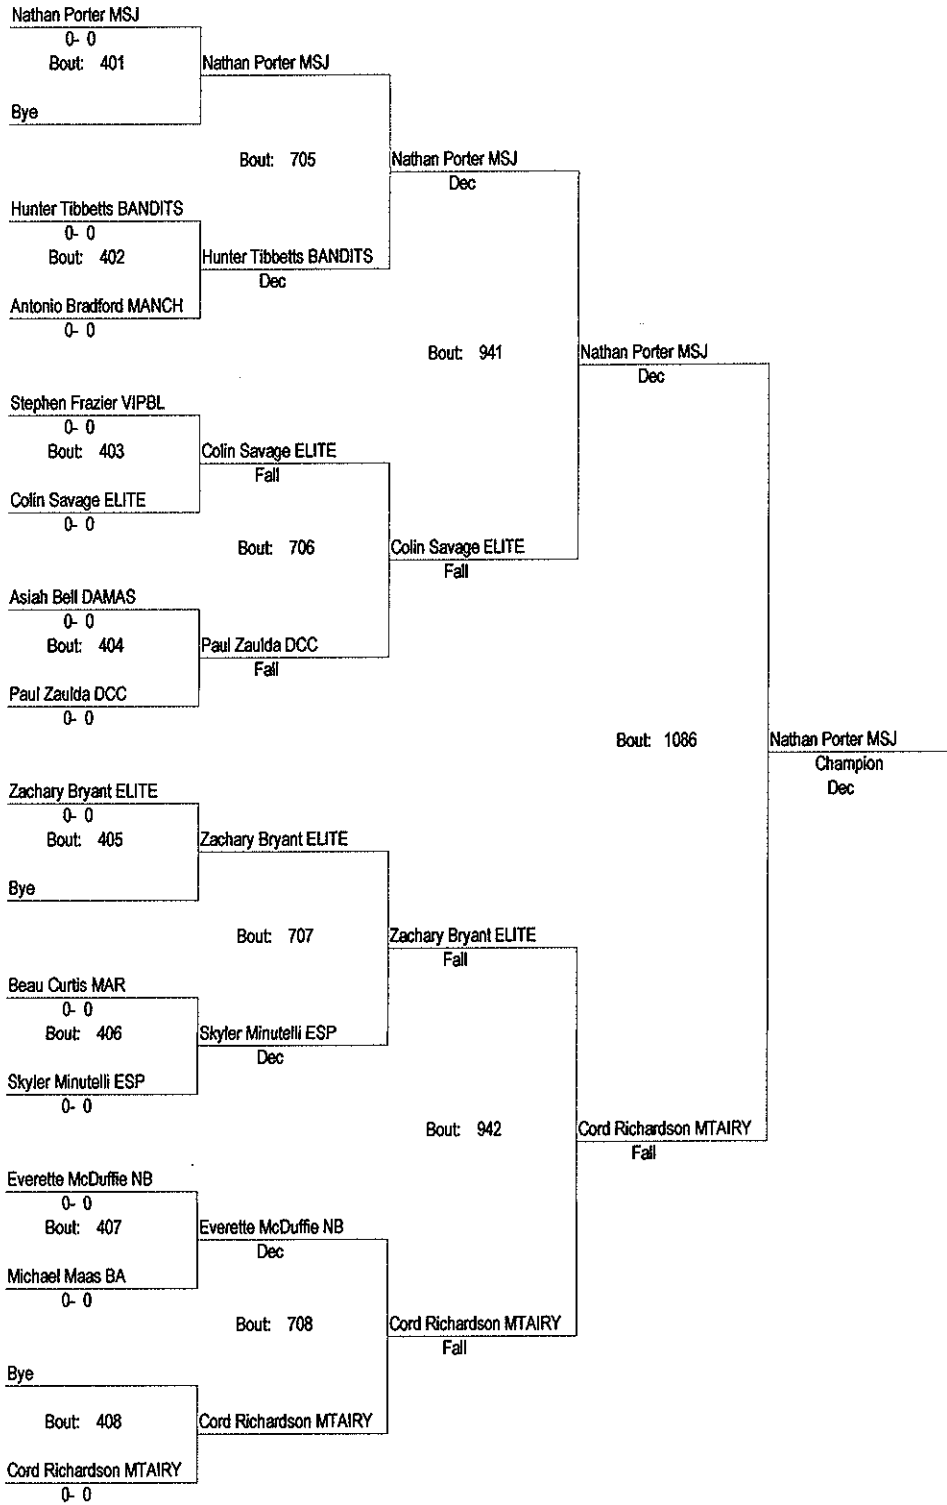 Nathan Porter MSJ
0- 0
Bout: 401
Nathan Porter MSJ
Bye
Bout: 705
Nathan Porter MSJ
Dec
Hunter Tibbetts BANDITS
0- 0
Bout: 402
Hunter Tibbetts BANDITS
Dec
Antonio Bradford MANCH
0- 0
Bout: 941
Nathan Porter MSJ
Dec
Stephen Frazier VIPBL
0- 0
Bout: 403
Colin Savage ELITE
Fall
Colin Savage ELITE
0- 0
Bout: 706
Colin Savage ELITE
Fall
Asiah Bell DAMAS
0- 0
Bout: 404
Paul Zaulda DCC
Fall
Paul Zaulda DCC
0- 0
Bout: 1086
Nathan Porter MSJ
Champion
Dec
Zachary Bryant ELITE
0- 0
Bout: 405
Zachary Bryant ELITE
Bye
Bout: 707
Zachary Bryant ELITE
Fall
Beau Curtis MAR
0- 0
Bout: 406
Skyler Minutelli ESP
Dec
Skyler Minutelli ESP
0- 0
Bout: 942
Cord Richardson MTAIRY
Fall
Everette McDuffie NB
0- 0
Bout: 407
Everette McDuffie NB
Dec
Michael Maas BA
0- 0
Bout: 708
Cord Richardson MTAIRY
Fall
Bye
Bout: 408
Cord Richardson MTAIRY
Cord Richardson MTAIRY
0- 0